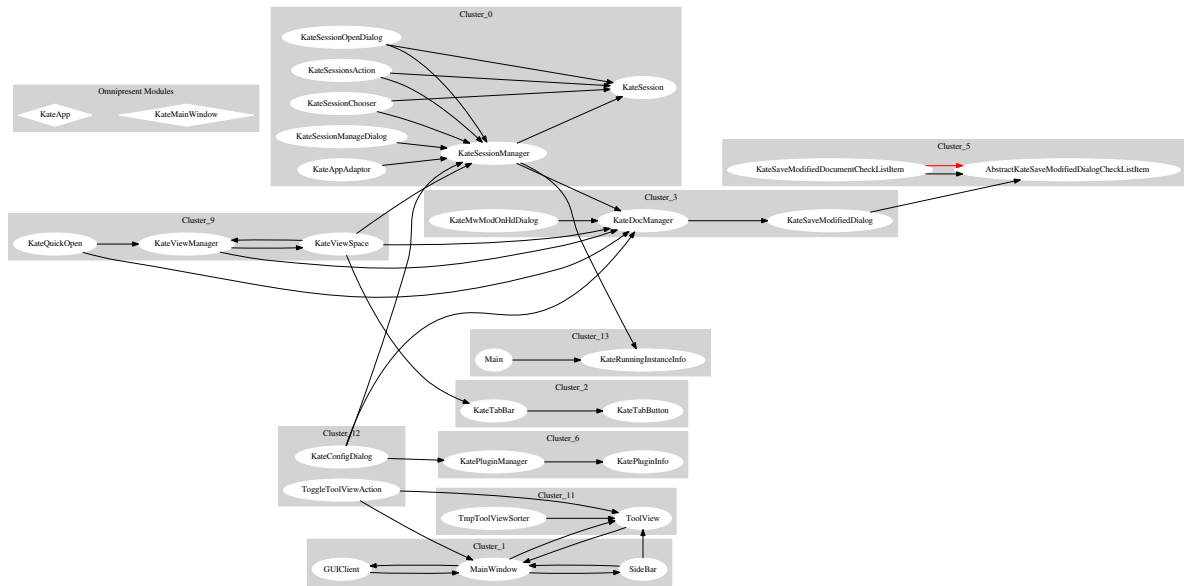 Cluster_0
KateSessionOpenDialog
KateSessionsAction
KateSession
KateSessionChooser
KateSessionManageDialog
KateSessionManager
KateAppAdaptor
Omnipresent Modules
KateApp
KateMainWindow
Cluster_5
KateSaveModifiedDocumentCheckListItem
AbstractKateSaveModifiedDialogCheckListItem
Cluster_3
KateMwModOnHdDialog
KateDocManager
KateSaveModifiedDialog
Cluster_9
KateQuickOpen
KateViewManager
KateViewSpace
Cluster_13
Main
KateRunningInstanceInfo
Cluster_2
KateTabBar
KateTabButton
Cluster_12
KateConfigDialog
ToggleToolViewAction
Cluster_6
KatePluginManager
KatePluginInfo
Cluster_11
TmpToolViewSorter
ToolView
Cluster_1
GUIClient
MainWindow
SideBar